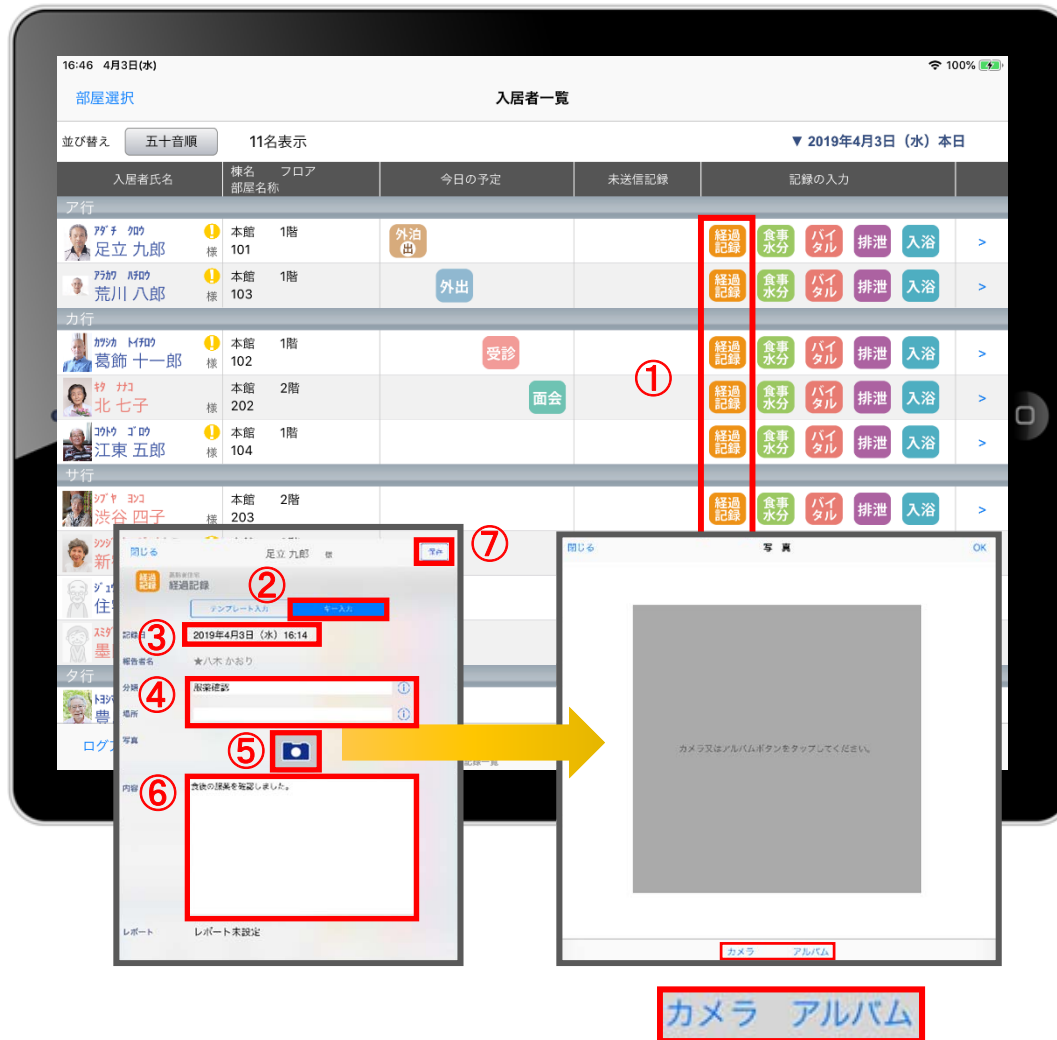 16:46 4月3日(水) 100%
部屋選択 入居者一覧
並び替え 五十音順 11名表示 ▼ 2019年4月3日（水）本日
入居者氏名 棟名 フロア 部屋名称 今日の予定 未送信記録 記録の入力
ア行
ｱﾀﾞﾁ ｸﾛｳ
足立 九郎 様 本館 1階 101 外泊 出 経過記録 食事水分 バイタル 排泄 入浴 >
ｱﾗｶﾜ ﾊﾁﾛｳ
荒川 八郎 様 本館 1階 103 外出 経過記録 食事水分 バイタル 排泄 入浴 >
カ行
ｶﾂｼｶ ﾄｲﾁﾛｳ
葛飾 十一郎 様 本館 1階 102 受診 経過記録 食事水分 バイタル 排泄 入浴 >
①
ｷﾀ ﾅﾅｺ
北 七子 様 本館 2階 202 面会 経過記録 食事水分 バイタル 排泄 入浴 >
ｺｳﾄｳ ｺﾞﾛｳ
江東 五郎 様 本館 1階 104 経過記録 食事水分 バイタル 排泄 入浴 >
サ行
ｼﾌﾞﾔ ﾖﾝｺ
渋谷 四子 様 本館 2階 203 経過記録 食事水分 バイタル 排泄 入浴 >
新
住
墨
タ行
豊
ログ
記録一覧
閉じる 足立 九郎 様 保存 ⑦
経過記録 高齢者住宅
経過記録
②
テンプレート入力 キー入力
記録日 ③ 2019年4月3日（水）16:14
報告者名 ★八木 かおり
分類 ④ 服薬確認
場所
写真 ⑤
内容 ⑥ 食後の服薬を確認しました。
レポート レポート未設定
閉じる 写真 OK
カメラ又はアルバムボタンをタップしてください。
カメラ アルバム
カメラ アルバム